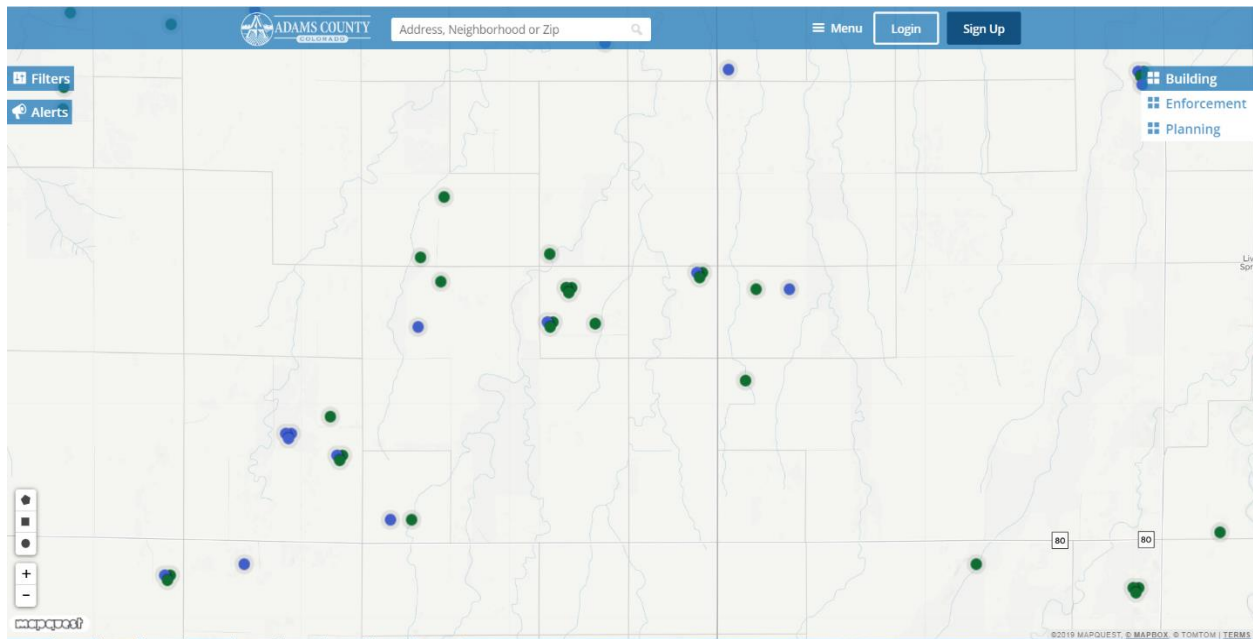 ADAMS COUNTY
COLORADO
Address, Neighborhood or Zip
Menu
Login
Sign Up
Filters
Alerts
Building
Enforcement
Planning
80
80
+
−
mapquest
©2019 MAPQUEST, © MAPBOX, © TOMTOM | TERMS